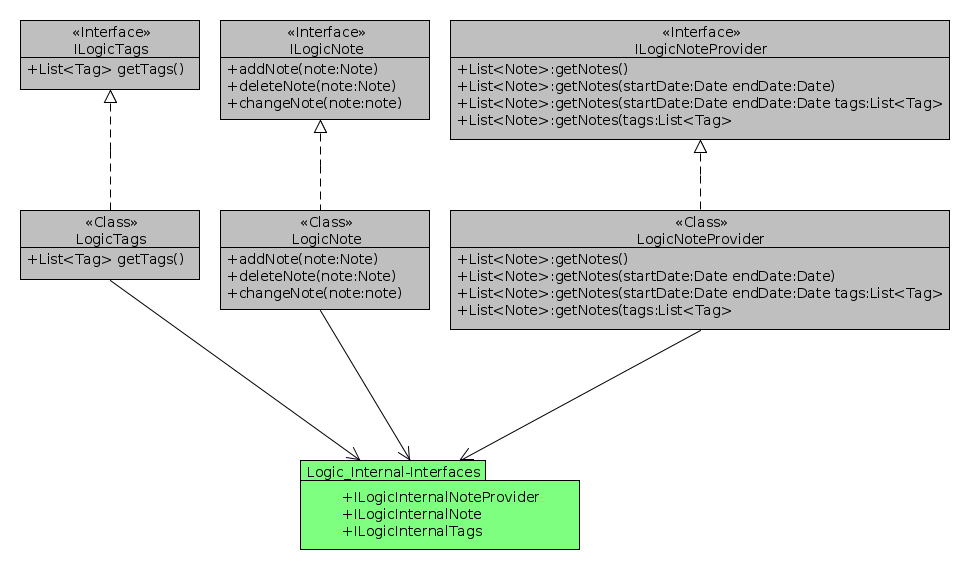 «Interface»
ILogicTags
+List<Tag> getTags()
«Interface»
ILogicNote
+addNote(note:Note)
+deleteNote(note:Note)
+changeNote(note:note)
«Interface»
ILogicNoteProvider
+List<Note>:getNotes()
+List<Note>:getNotes(startDate:Date endDate:Date)
+List<Note>:getNotes(startDate:Date endDate:Date tags:List<Tag>
+List<Note>:getNotes(tags:List<Tag>
«Class»
LogicTags
+List<Tag> getTags()
«Class»
LogicNote
+addNote(note:Note)
+deleteNote(note:Note)
+changeNote(note:note)
«Class»
LogicNoteProvider
+List<Note>:getNotes()
+List<Note>:getNotes(startDate:Date endDate:Date)
+List<Note>:getNotes(startDate:Date endDate:Date tags:List<Tag>
+List<Note>:getNotes(tags:List<Tag>
Logic_Internal-Interfaces
+ILogicInternalNoteProvider
+ILogicInternalNote
+ILogicInternalTags